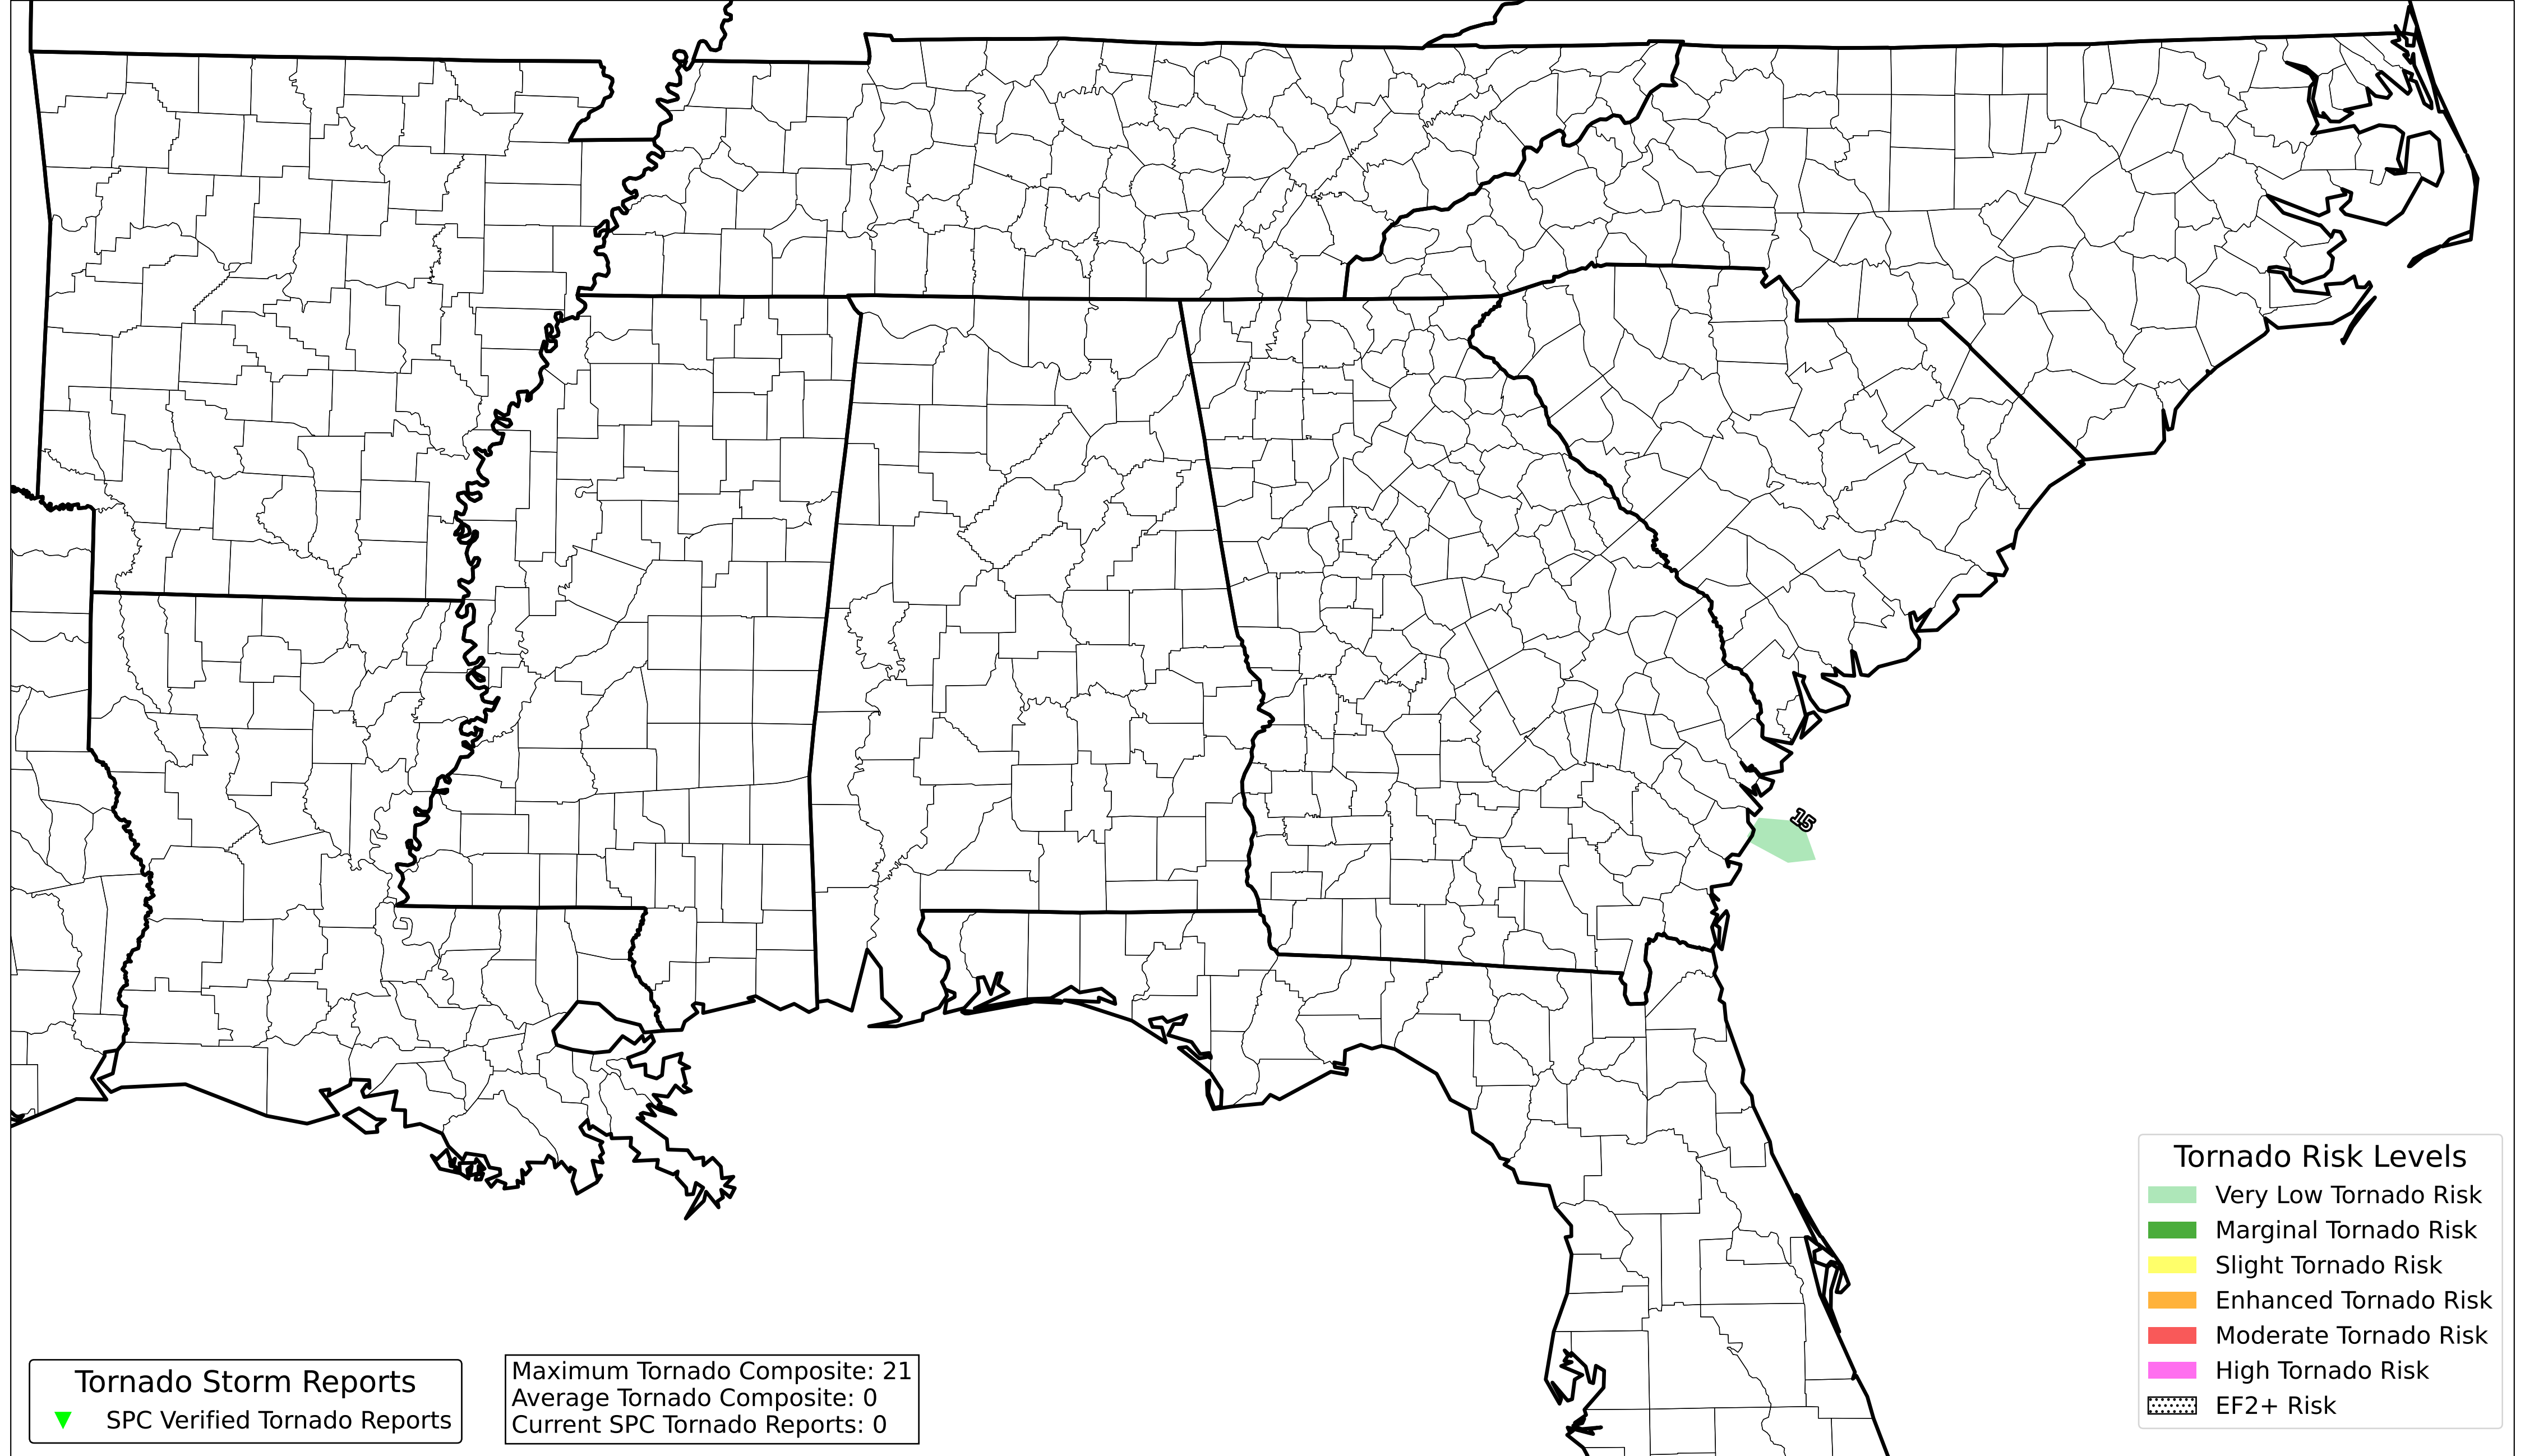 15
Tornado Risk Levels
Very Low Tornado Risk
Marginal Tornado Risk
Slight Tornado Risk
Enhanced Tornado Risk
Moderate Tornado Risk
High Tornado Risk
EF2+ Risk
Tornado Storm Reports
SPC Verified Tornado Reports
Maximum Tornado Composite: 21
Average Tornado Composite: 0
Current SPC Tornado Reports: 0